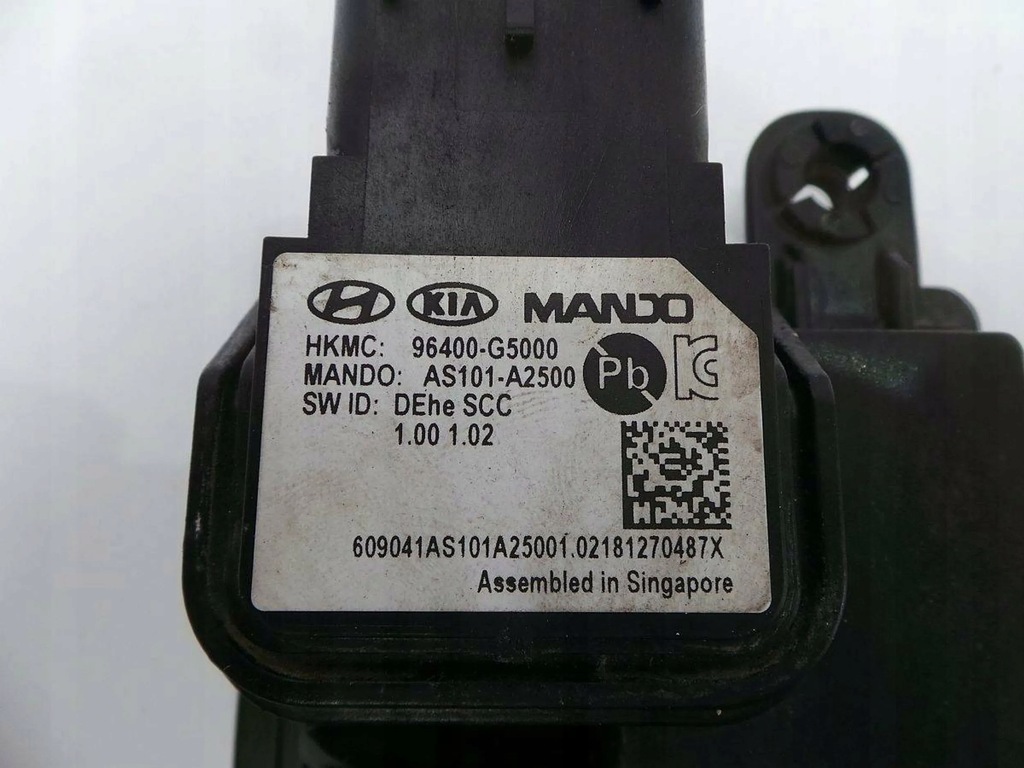 KIA MANDO
HKMC: 96400-G5000
MANDO: AS101-A2500
Pb
SW ID: DEhe SCC
1.00 1.02
609041AS101A25001.02181270487X
Assembled in Singapore